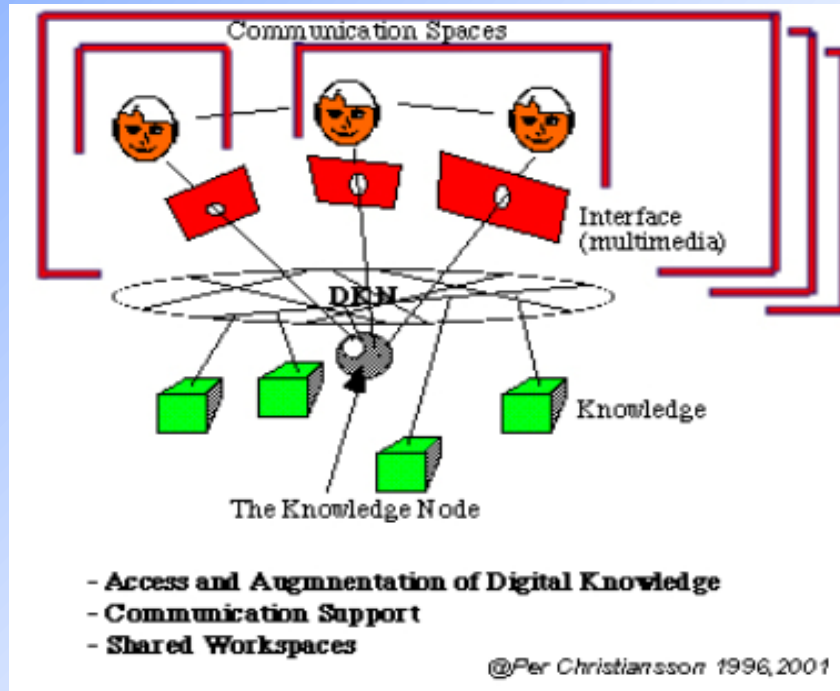 Communication Spaces
Interface
(multimedia)
DKN
Knowledge
The Knowledge Node
- Access and Augmnentation of Digital Knowledge
- Communication Support
- Shared Workspaces
@Per Christiansson 1996,2001